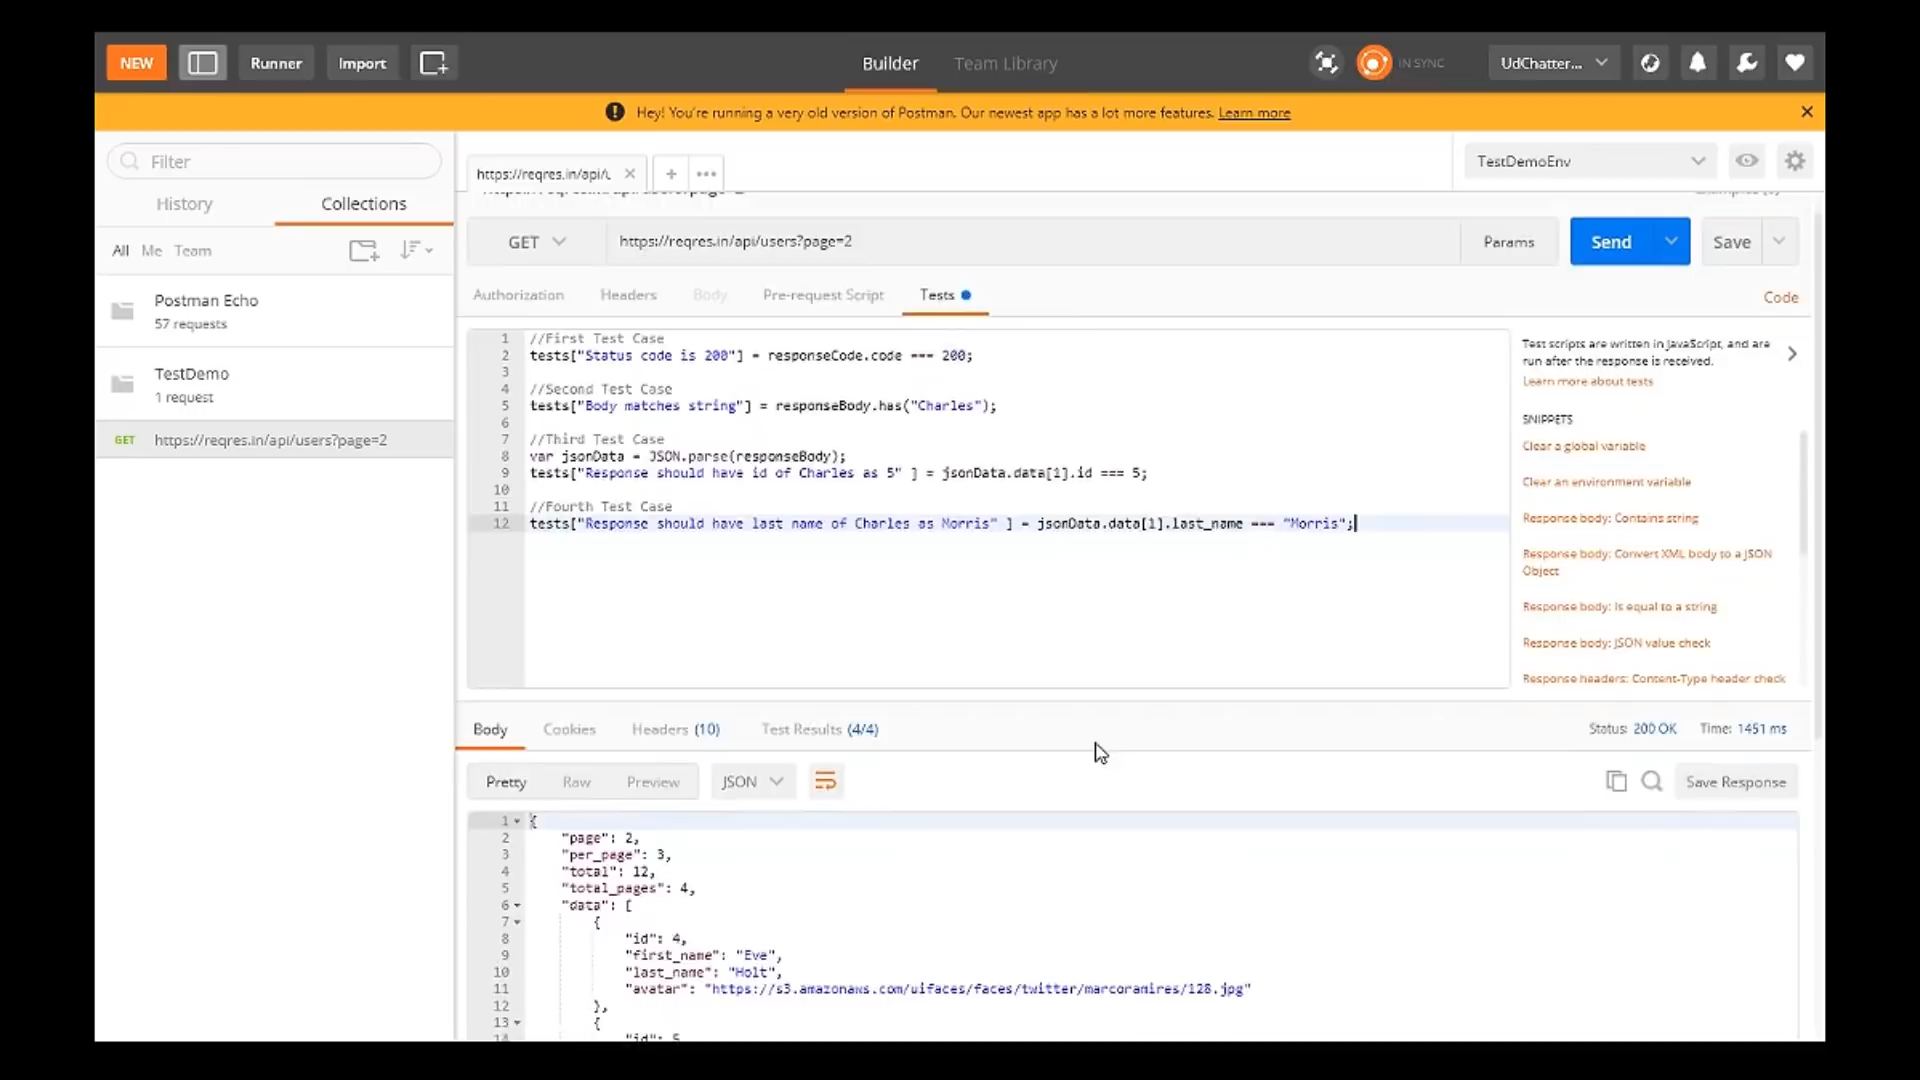 NEW
Runner
Import
Builder
Team Library
IN SYNC
UdChatter...
Hey! You're running a very old version of Postman. Our newest app has a lot more features. Learn more
Filter
History
Collections
All Me Team
Postman Echo
57 requests
TestDemo
1 request
GET https://reqres.in/api/users?page=2
https://reqres.in/api/u
TestDemoEnv
GET
https://reqres.in/api/users?page=2
Params
Send
Save
Authorization
Headers
Body
Pre-request Script
Tests
Code
1 //First Test Case
2 tests["Status code is 200"] = responseCode.code === 200;
3
4 //Second Test Case
5 tests["Body matches string"] = responseBody.has("Charles");
6
7 //Third Test Case
8 var jsonData = JSON.parse(responseBody);
9 tests["Response should have id of Charles as 5" ] = jsonData.data[1].id === 5;
10
11 //Fourth Test Case
12 tests["Response should have last name of Charles as Morris" ] = jsonData.data[1].last_name === "Morris";
Test scripts are written in JavaScript, and are
run after the response is received.
Learn more about tests
SNIPPETS
Clear a global variable
Clear an environment variable
Response body: Contains string
Response body: Convert XML body to a JSON
Object
Response body: Is equal to a string
Response body: JSON value check
Response headers: Content-Type header check
Body
Cookies
Headers (10)
Test Results (4/4)
Status: 200 OK
Time: 1451 ms
Pretty
Raw
Preview
JSON
Save Response
1 {
2 "page": 2,
3 "per_page": 3,
4 "total": 12,
5 "total_pages": 4,
6 "data": [
7 {
8 "id": 4,
9 "first_name": "Eve",
10 "last_name": "Holt",
11 "avatar": "https://s3.amazonaws.com/uifaces/faces/twitter/marcoramires/128.jpg"
12 },
13 {
14 "id": 5